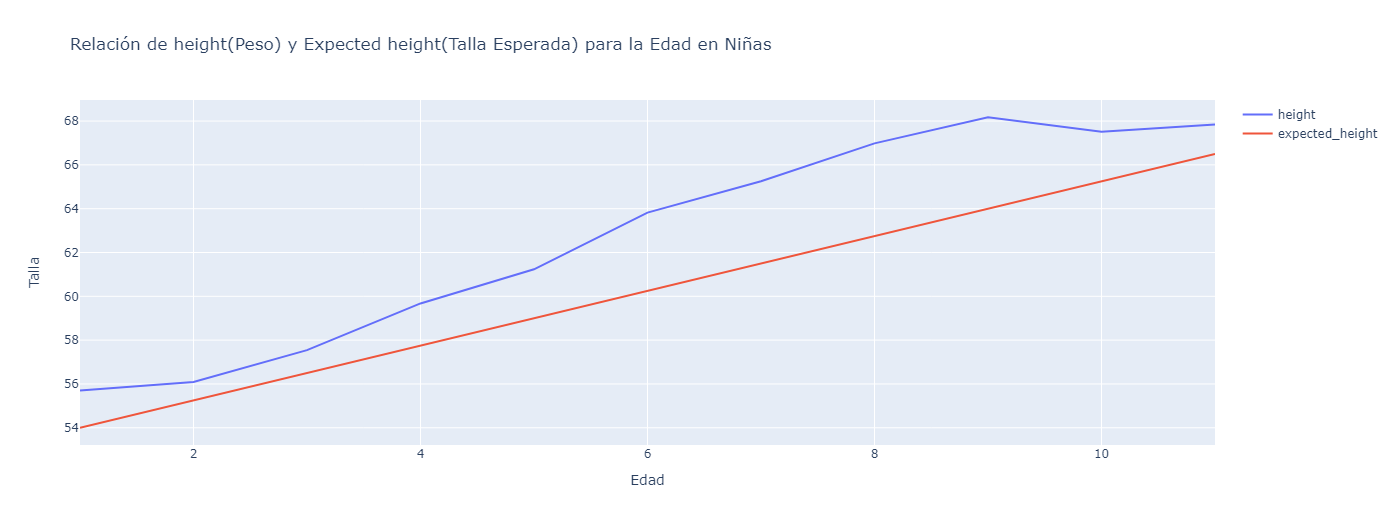 Relación de height(Peso) y Expected height(Talla Esperada) para la Edad en Niñas
height
expected_height
68
66
64
62
60
58
56
54
Talla
2
4
6
8
10
Edad